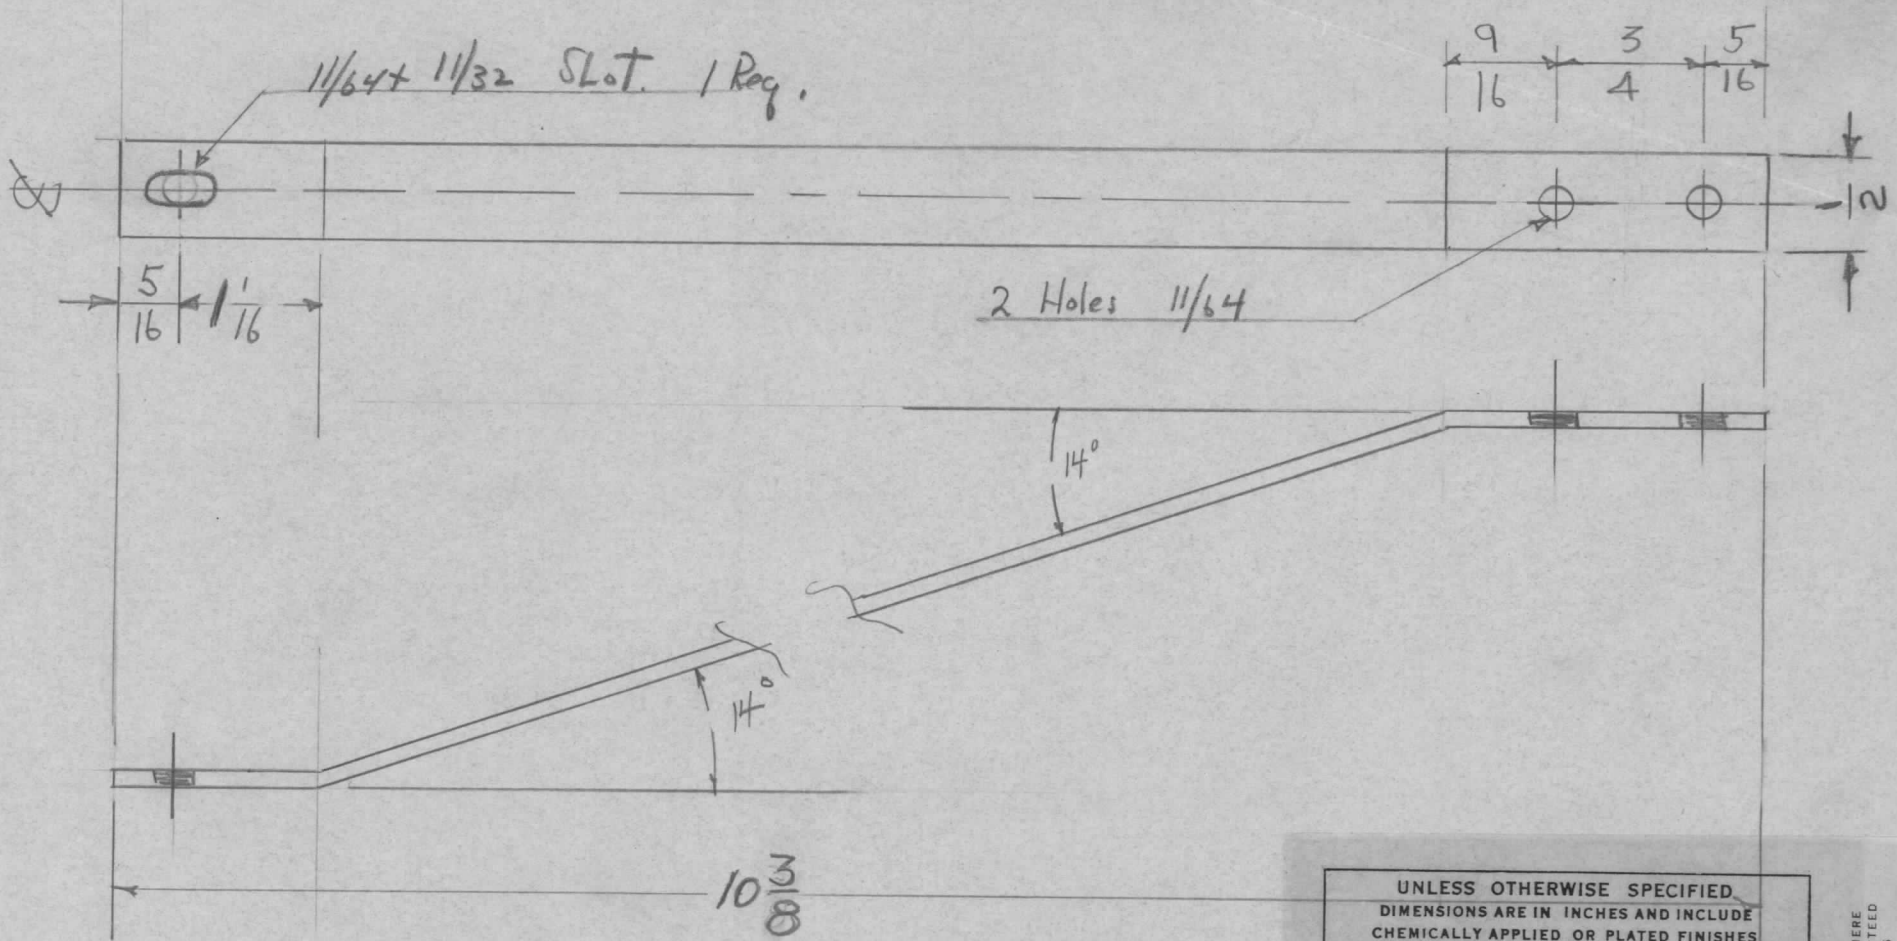 11/64 + 11/32 SLOT. 1 Req.
9/16 3/4 5/16
1/2
5/16 1 1/16
2 Holes 11/64
14°
14°
10 3/8
UNLESS OTHERWISE SPECIFIED
DIMENSIONS ARE IN INCHES AND INCLUDE
CHEMICALLY APPLIED OR PLATED FINISHES
ERE
TED